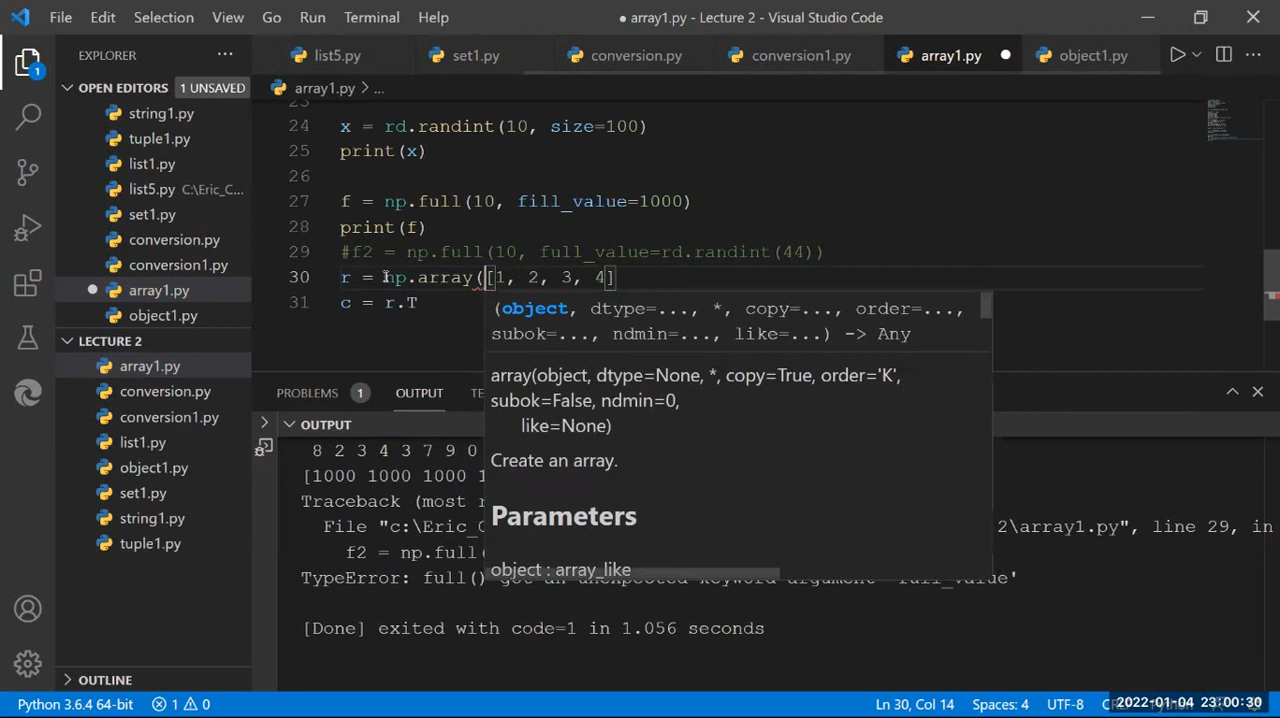 File Edit Selection View Go Run Terminal Help ● array1.py - Lecture 2 - Visual Studio Code
EXPLORER ...
list5.py set1.py conversion.py conversion1.py array1.py ● object1.py
1
OPEN EDITORS 1 UNSAVED
string1.py
tuple1.py
list1.py
list5.py C:\Eric_C...
set1.py
conversion.py
conversion1.py
● array1.py
object1.py
LECTURE 2
array1.py
conversion.py
conversion1.py
list1.py
object1.py
set1.py
string1.py
tuple1.py
OUTLINE
array1.py > ...
23
24 x = rd.randint(10, size=100)
25 print(x)
26
27 f = np.full(10, fill_value=1000)
28 print(f)
29 #f2 = np.full(10, full_value=rd.randint(44))
30 r = np.array([1, 2, 3, 4]
31 c = r.T
(object, dtype=..., *, copy=..., order=...,
subok=..., ndmin=..., like=...) -> Any
array(object, dtype=None, *, copy=True, order='K',
subok=False, ndmin=0,
like=None)
Create an array.
Parameters
object : array_like
PROBLEMS 1 OUTPUT TE
OUTPUT
8 2 3 4 3 7 9 0
[1000 1000 1000 1
Traceback (most r
File "c:\Eric_C 2\array1.py", line 29, in
f2 = np.full(
TypeError: full() got an unexpected keyword argument 'full_value'
[Done] exited with code=1 in 1.056 seconds
Python 3.6.4 64-bit 1 0 Ln 30, Col 14 Spaces: 4 UTF-8 2022-01-04 23:00:30